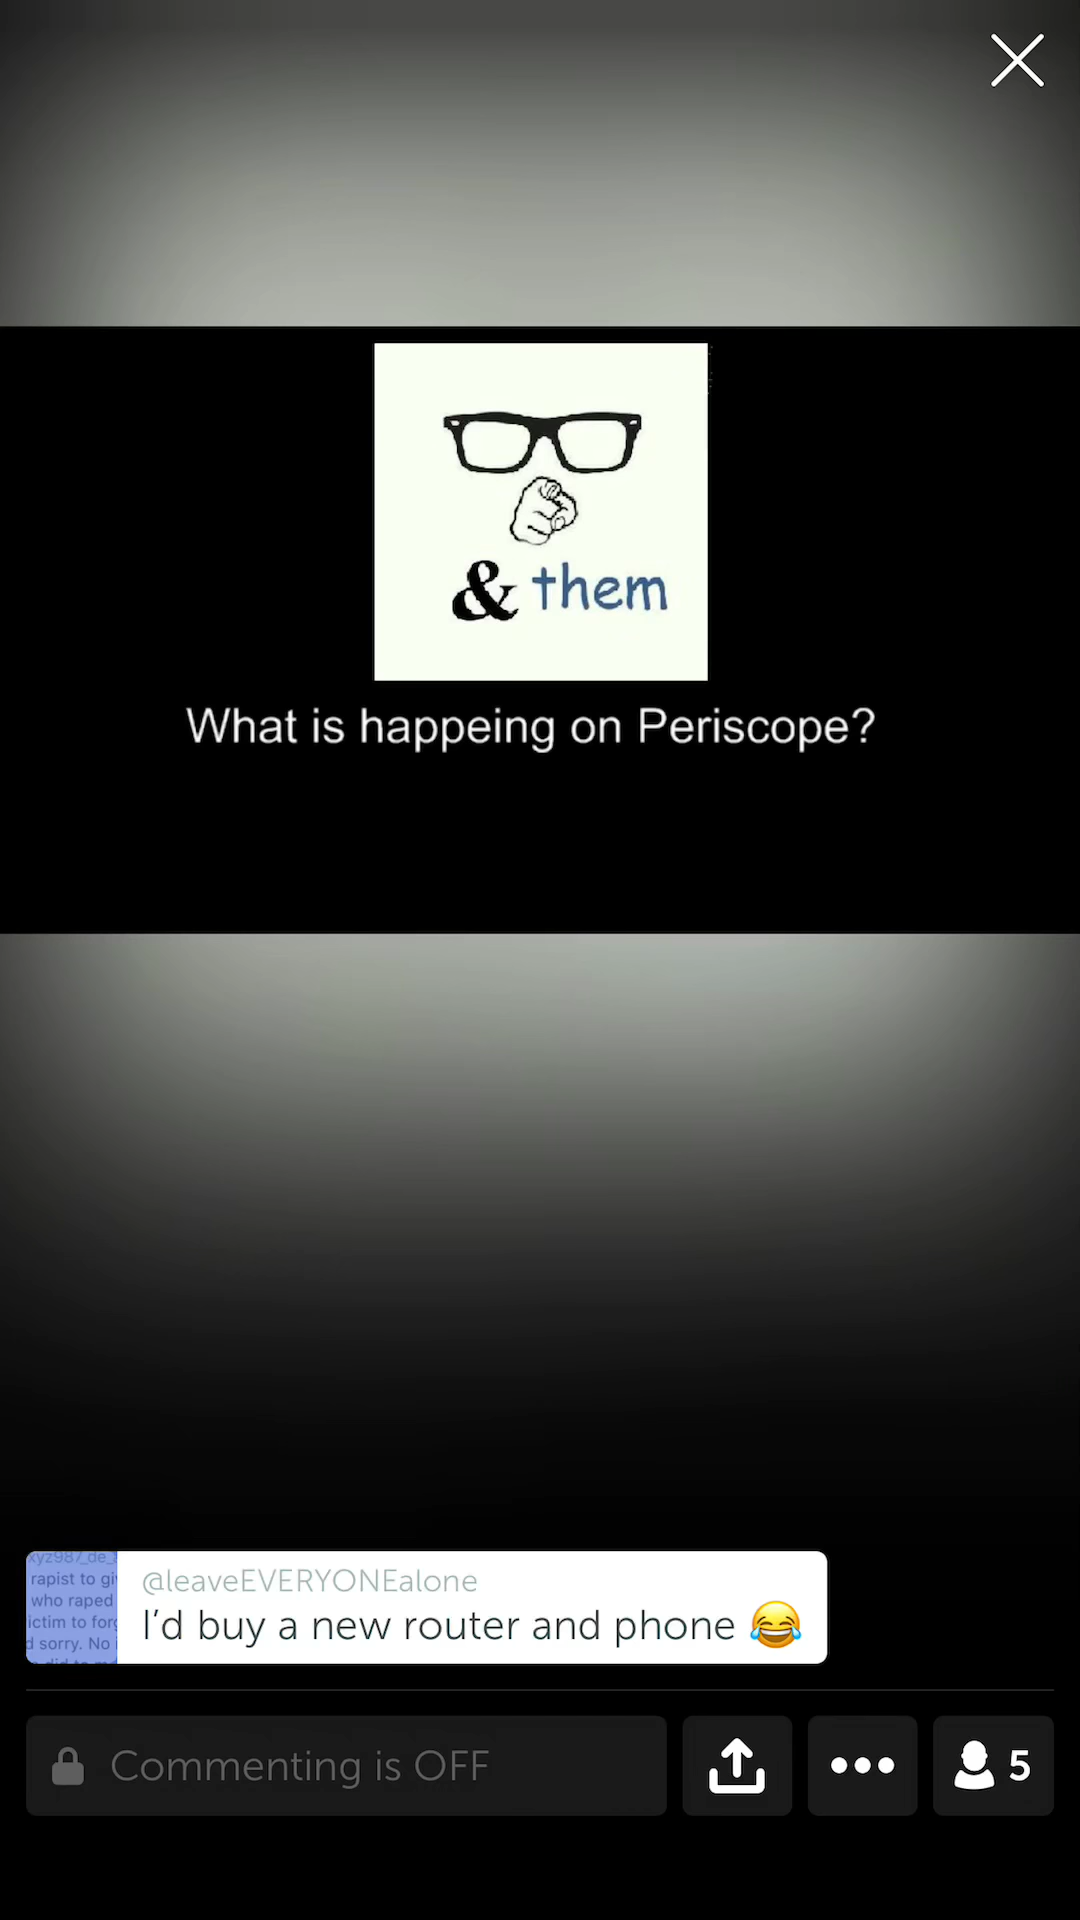 & them
What is happeing on Periscope?
rapist to gi
who raped
ictim to forg
d sorry. No
@leaveEVERYONEalone
I’d buy a new router and phone 😂
Commenting is OFF
5